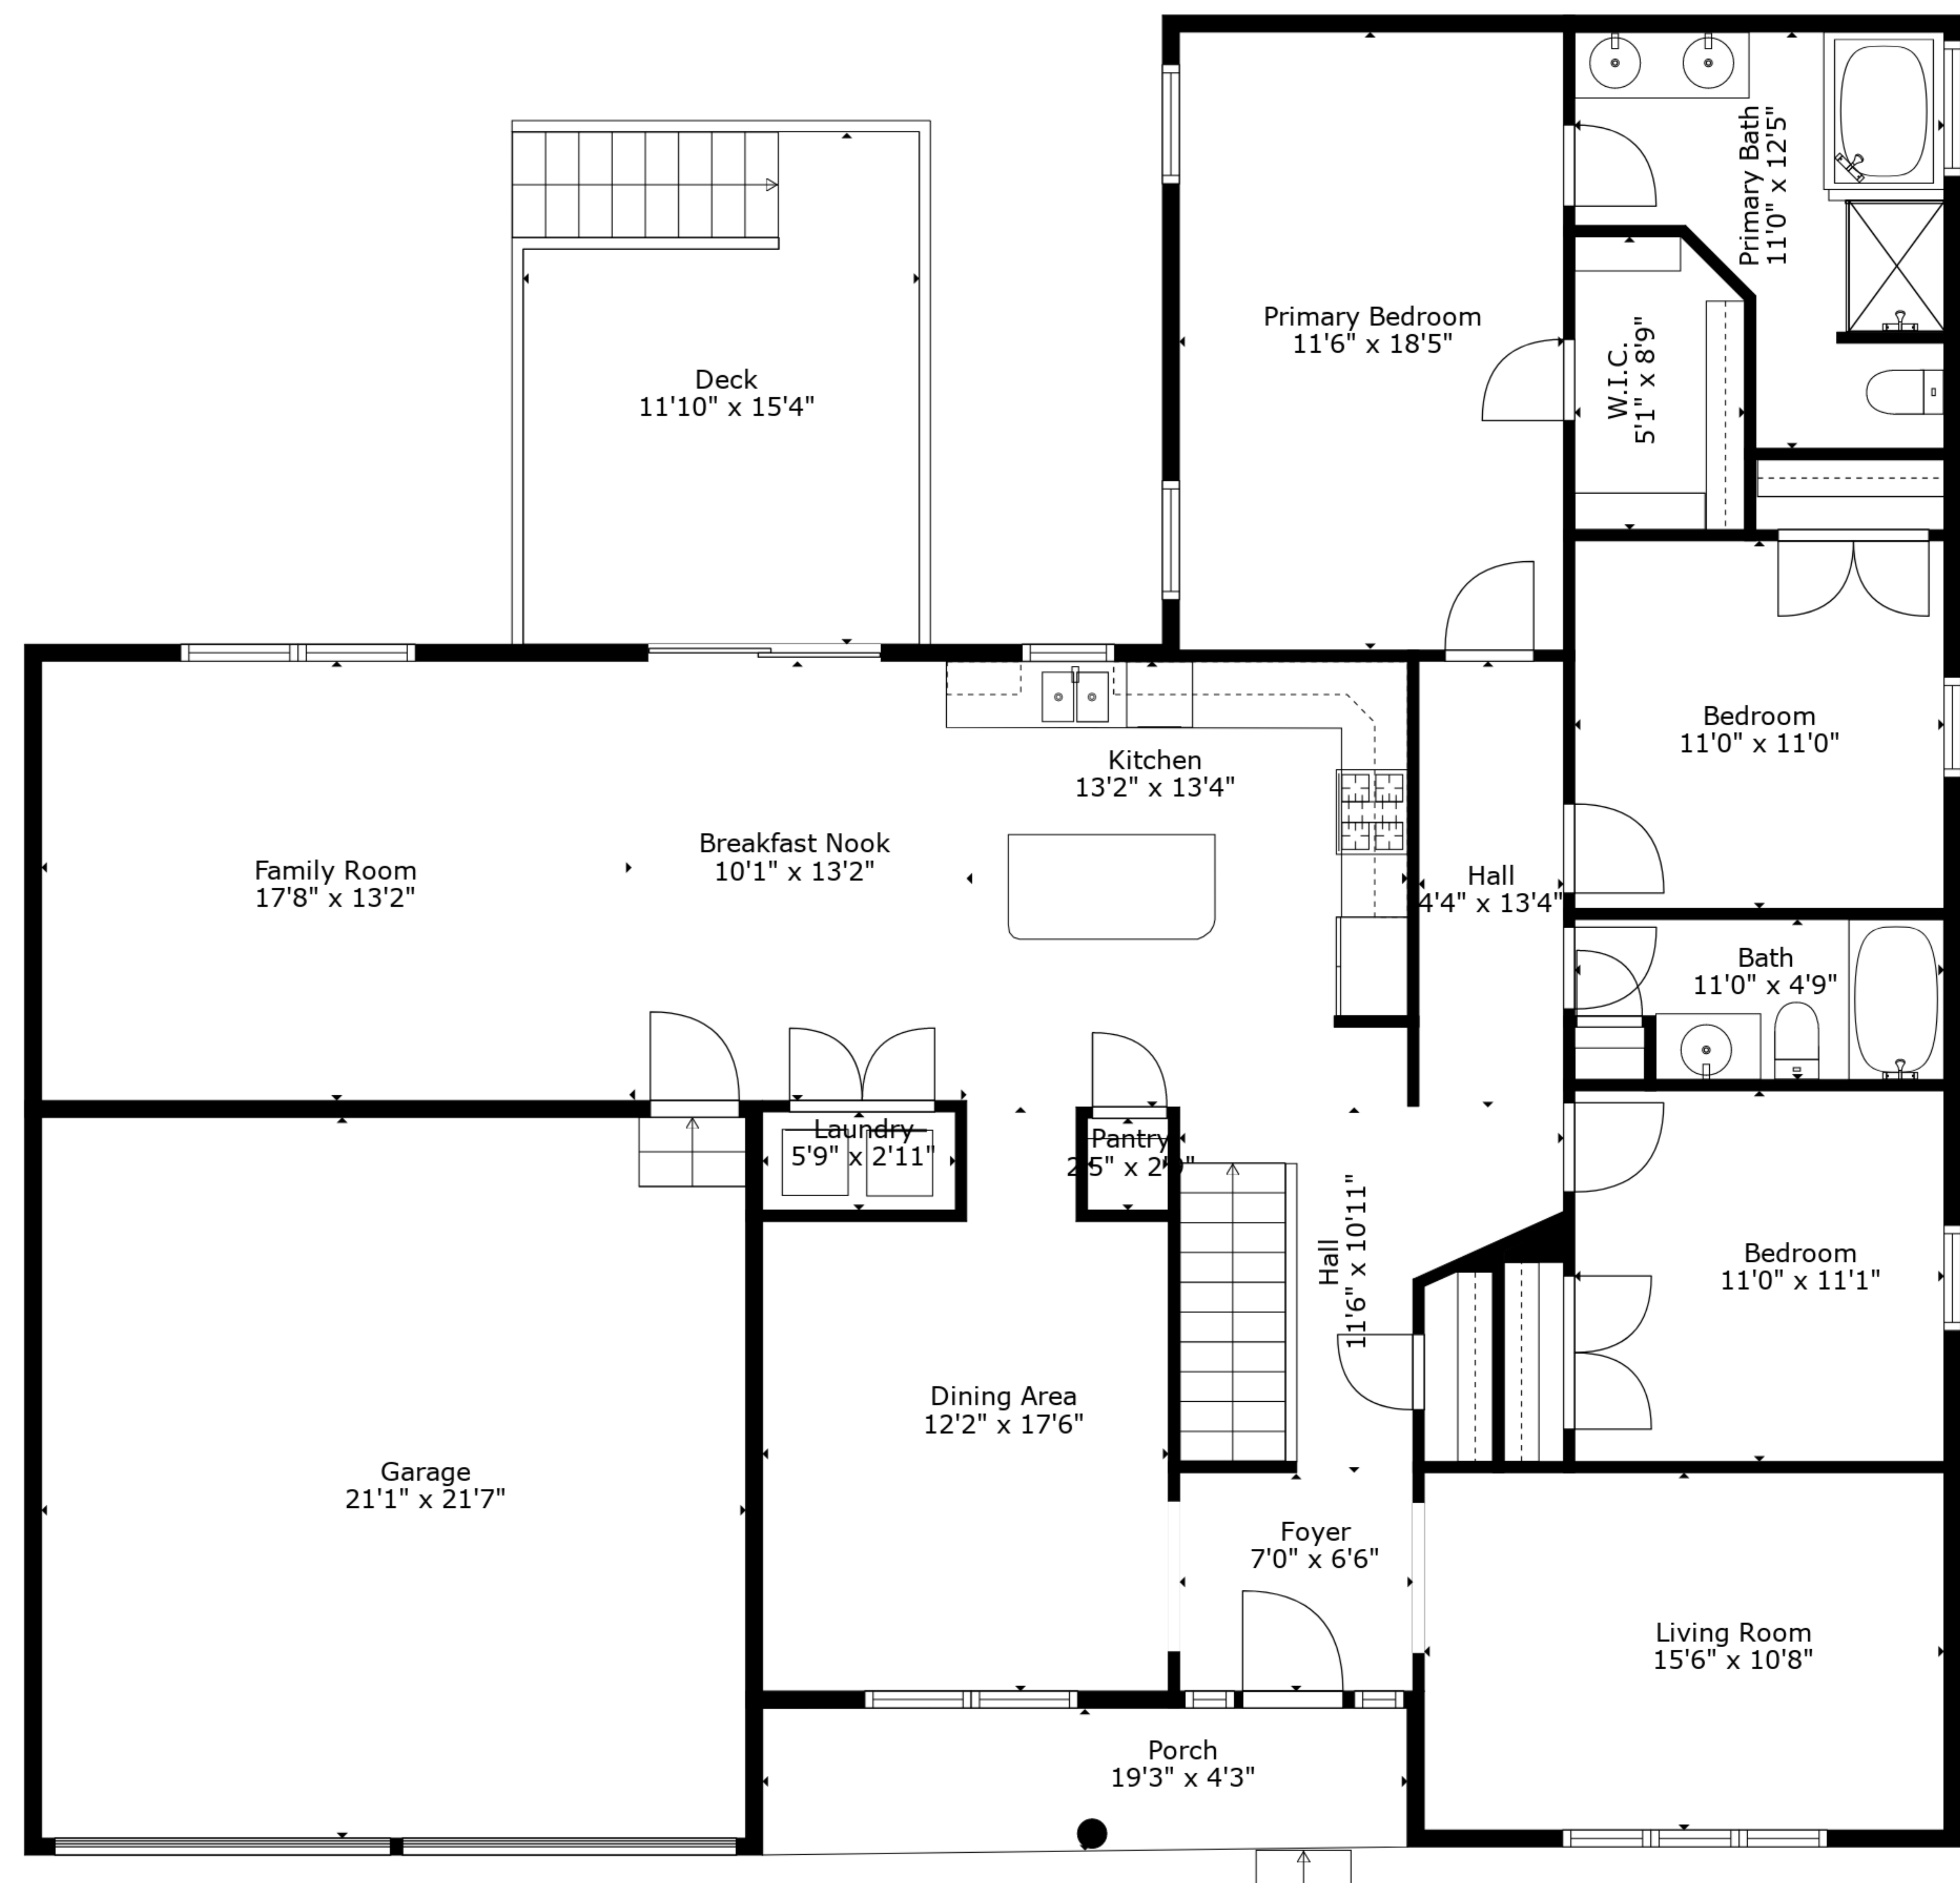 Primary Bath
11'0" x 12'5"
Primary Bedroom
11'6" x 18'5"
W.I.C.
5'1" x 8'9"
Deck
11'10" x 15'4"
Bedroom
11'0" x 11'0"
Kitchen
13'2" x 13'4"
Breakfast Nook
10'1" x 13'2"
Family Room
17'8" x 13'2"
Hall
4'4" x 13'4"
Bath
11'0" x 4'9"
Laundry
5'9" x 2'11"
Pantry
Hall
11'6" x 10'11"
Bedroom
11'0" x 11'1"
Dining Area
12'2" x 17'6"
Garage
21'1" x 21'7"
Foyer
7'0" x 6'6"
Living Room
15'6" x 10'8"
Porch
19'3" x 4'3"